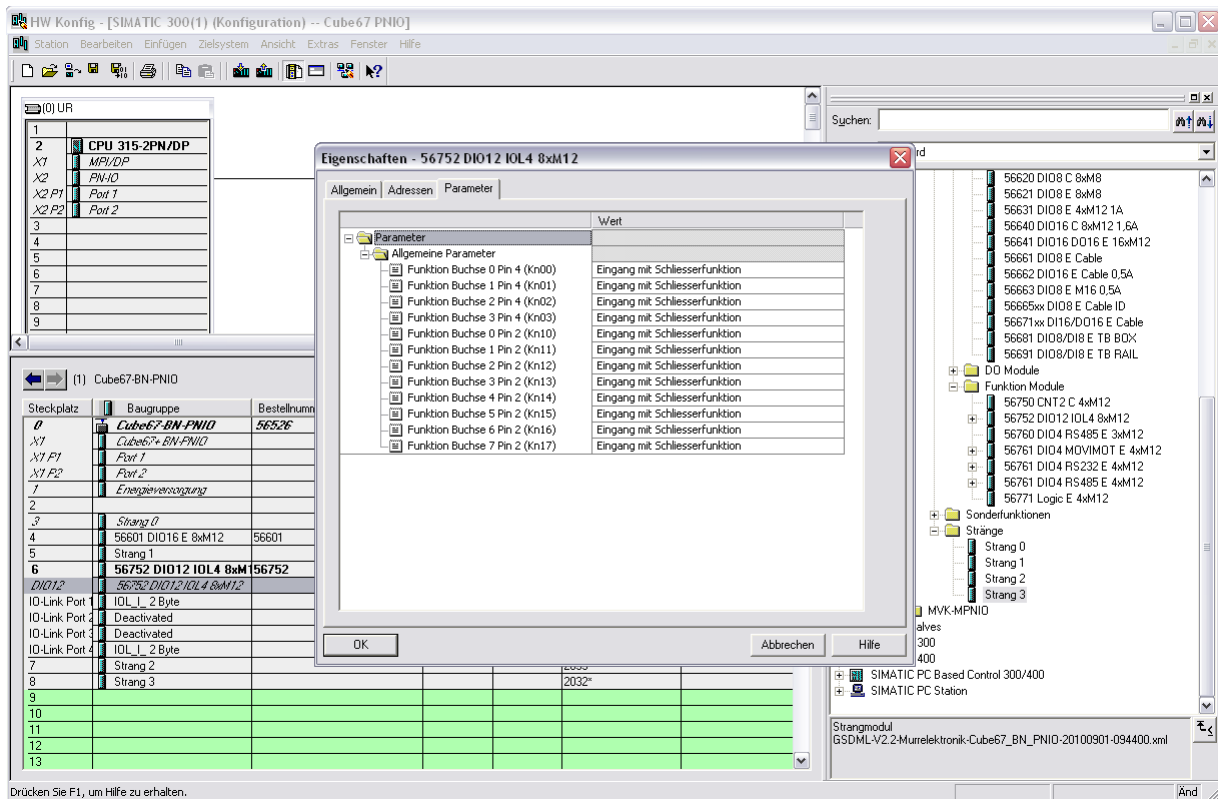 HW Konfig - [SIMATIC 300(1) (Konfiguration) -- Cube67 PNIO]
Station Bearbeiten Einfügen Zielsystem Ansicht Extras Fenster Hilfe
(0) UR
1
2 CPU 315-2PN/DP
X1 MPI/DP
X2 PN-IO
X2 P1 Port 1
X2 P2 Port 2
3
4
5
6
7
8
9
(1) Cube67-BN-PNIO
Steckplatz Baugruppe Bestellnumm
0 Cube67-BN-PNIO 56526
X1 Cube67+ BN-PNIO
X1 P1 Port 1
X1 P2 Port 2
1 Energieversorgung
2
3 Strang 0
4 56601 DIO16 E 8xM12 56601
5 Strang 1
6 56752 DIO12 IOL4 8xM1 56752
DIO12 56752 DIO12 IOL4 8xM12
IO-Link Port 1 IOL_I_ 2 Byte
IO-Link Port 2 Deactivated
IO-Link Port 3 Deactivated
IO-Link Port 4 IOL_I_ 2 Byte
7 Strang 2
8 Strang 3 2032*
9
10
11
12
13
Eigenschaften - 56752 DIO12 IOL4 8xM12
Allgemein Adressen Parameter
Wert
Parameter
Allgemeine Parameter
Funktion Buchse 0 Pin 4 (Kn00) Eingang mit Schliesserfunktion
Funktion Buchse 1 Pin 4 (Kn01) Eingang mit Schliesserfunktion
Funktion Buchse 2 Pin 4 (Kn02) Eingang mit Schliesserfunktion
Funktion Buchse 3 Pin 4 (Kn03) Eingang mit Schliesserfunktion
Funktion Buchse 0 Pin 2 (Kn10) Eingang mit Schliesserfunktion
Funktion Buchse 1 Pin 2 (Kn11) Eingang mit Schliesserfunktion
Funktion Buchse 2 Pin 2 (Kn12) Eingang mit Schliesserfunktion
Funktion Buchse 3 Pin 2 (Kn13) Eingang mit Schliesserfunktion
Funktion Buchse 4 Pin 2 (Kn14) Eingang mit Schliesserfunktion
Funktion Buchse 5 Pin 2 (Kn15) Eingang mit Schliesserfunktion
Funktion Buchse 6 Pin 2 (Kn16) Eingang mit Schliesserfunktion
Funktion Buchse 7 Pin 2 (Kn17) Eingang mit Schliesserfunktion
OK Abbrechen Hilfe
Suchen:
rd
56620 DIO8 C 8xM8
56621 DIO8 E 8xM8
56631 DIO8 E 4xM12 1A
56640 DIO16 C 8xM12 1,6A
56641 DIO16 DO16 E 16xM12
56661 DIO8 E Cable
56662 DIO16 E Cable 0,5A
56663 DIO8 E M16 0,5A
56665xx DIO8 E Cable ID
56671xx DI16/DO16 E Cable
56681 DIO8/DI8 E TB BOX
56691 DIO8/DI8 E TB RAIL
DO Module
Funktion Module
56750 CNT2 C 4xM12
56752 DIO12 IOL4 8xM12
56760 DIO4 RS485 E 3xM12
56761 DIO4 MOVIMOT E 4xM12
56761 DIO4 RS232 E 4xM12
56761 DIO4 RS485 E 4xM12
56771 Logic E 4xM12
Sonderfunktionen
Stränge
Strang 0
Strang 1
Strang 2
Strang 3
MVK-MPNIO
alves
300
400
SIMATIC PC Based Control 300/400
SIMATIC PC Station
Strangmodul
GSDML-V2.2-Murrelektronik-Cube67_BN_PNIO-20100901-094400.xml
Drücken Sie F1, um Hilfe zu erhalten.
Änd